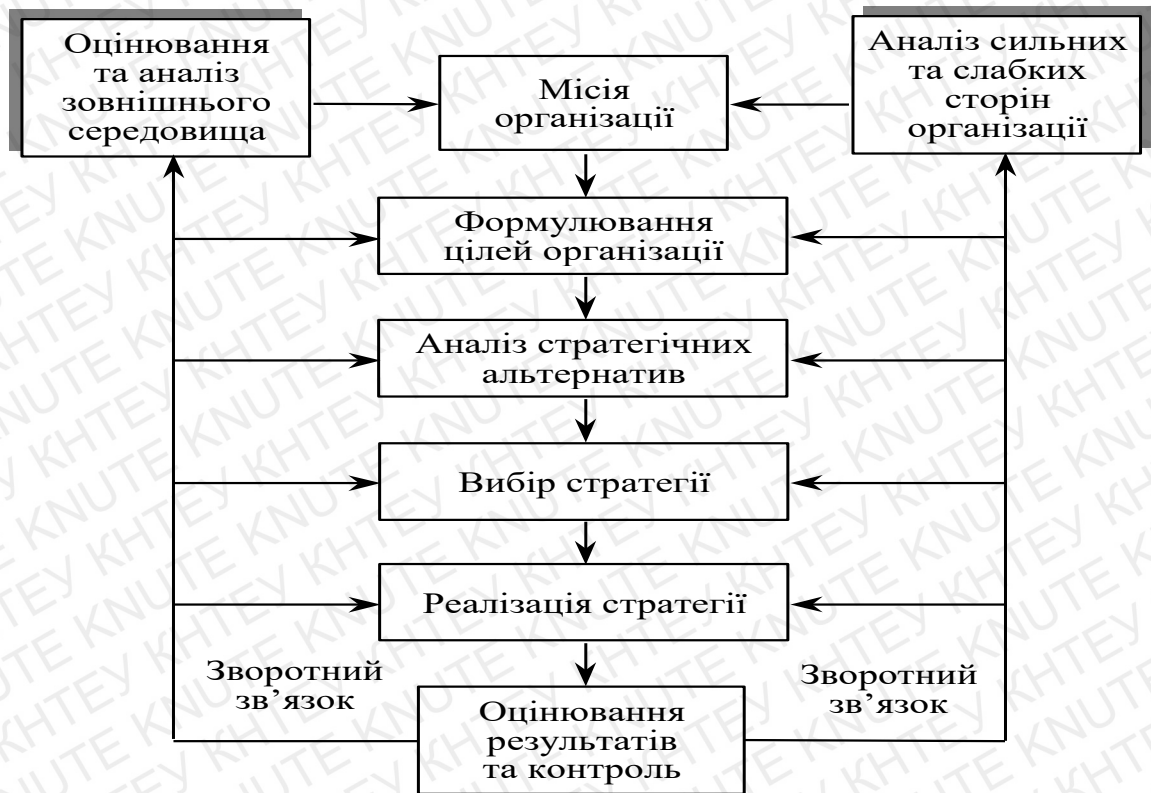 Оцінювання
та аналіз
зовнішнього
середовища
Місія
організації
Аналіз сильних
та слабких
сторін
організації
Формулювання
цілей організації
Аналіз стратегічних
альтернатив
Вибір стратегії
Реалізація стратегії
Зворотний
зв’язок
Оцінювання
результатів
та контроль
Зворотний
зв’язок